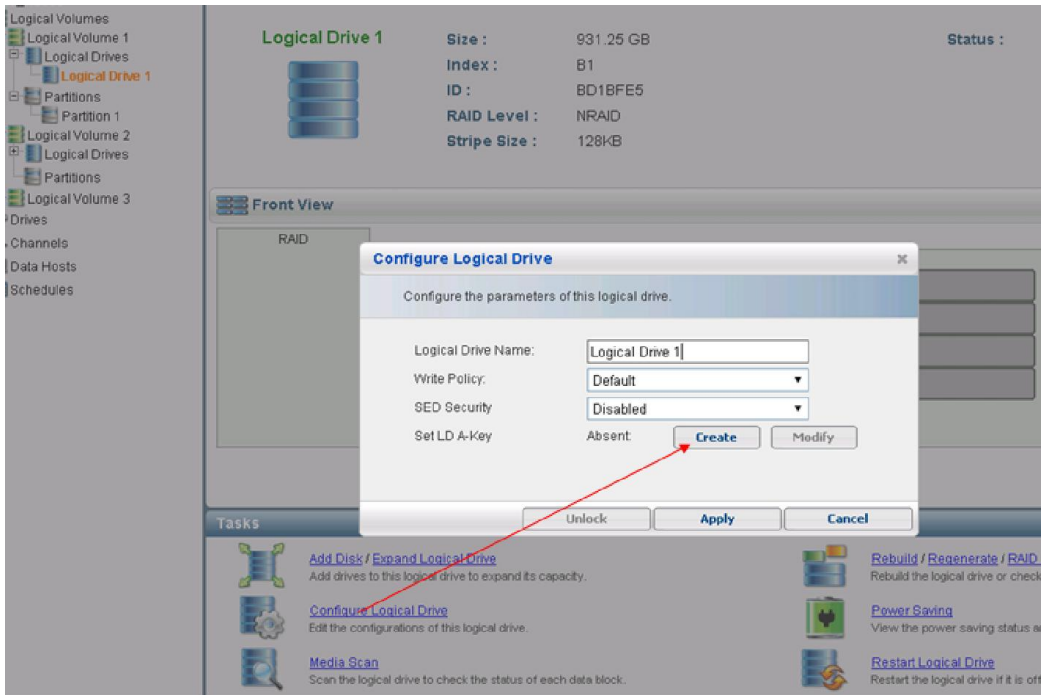 Logical Volumes
Logical Volume 1
Logical Drives
Logical Drive 1
Partitions
Partition 1
Logical Volume 2
Logical Drives
Partitions
Logical Volume 3
Drives
Channels
Data Hosts
Schedules
Logical Drive 1
Size : 931.25 GB
Index : B1
ID : BD1BFE5
RAID Level : NRAID
Stripe Size : 128KB
Status :
Front View
RAID
Configure Logical Drive
Configure the parameters of this logical drive.
Logical Drive Name: Logical Drive 1
Write Policy: Default
SED Security Disabled
Set LD A-Key Absent Create Modify
Unlock Apply Cancel
Tasks
Add Disk / Expand Logical Drive
Add drives to this logical drive to expand its capacity.
Configure Logical Drive
Edit the configurations of this logical drive.
Media Scan
Scan the logical drive to check the status of each data block.
Rebuild / Regenerate / RAID
Rebuild the logical drive or check
Power Saving
View the power saving status
Restart Logical Drive
Restart the logical drive if it is